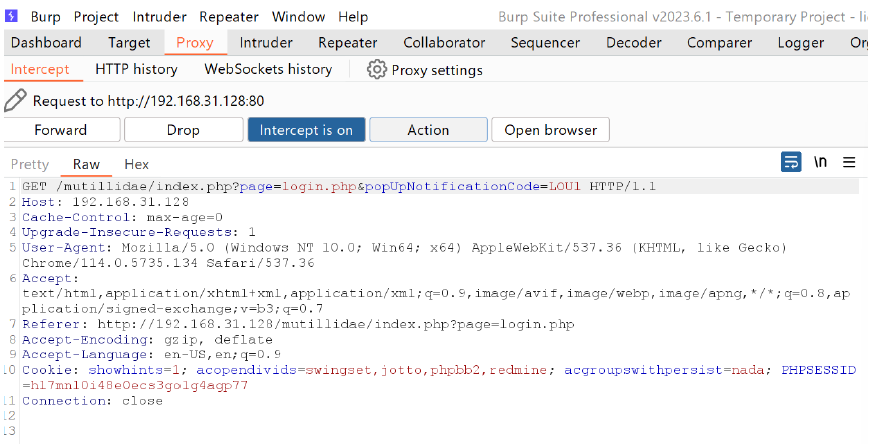 Burp Project Intruder Repeater Window Help Burp Suite Professional v2023.6.1 - Temporary Project - li
Dashboard Target Proxy Intruder Repeater Collaborator Sequencer Decoder Comparer Logger Or
Intercept HTTP history WebSockets history Proxy settings
Request to http://192.168.31.128:80
Forward Drop Intercept is on Action Open browser
Pretty Raw Hex \n
1 GET /mutillidae/index.php?page=login.php&popUpNotificationCode=LOU1 HTTP/1.1
2 Host: 192.168.31.128
3 Cache-Control: max-age=0
4 Upgrade-Insecure-Requests: 1
5 User-Agent: Mozilla/5.0 (Windows NT 10.0; Win64; x64) AppleWebKit/537.36 (KHTML, like Gecko)
Chrome/114.0.5735.134 Safari/537.36
6 Accept:
text/html,application/xhtml+xml,application/xml;q=0.9,image/avif,image/webp,image/apng,*/*;q=0.8,ap
plication/signed-exchange;v=b3;q=0.7
7 Referer: http://192.168.31.128/mutillidae/index.php?page=login.php
8 Accept-Encoding: gzip, deflate
9 Accept-Language: en-US,en;q=0.9
10 Cookie: showhints=1; acopendivids=swingset,jotto,phpbb2,redmine; acgroupswithpersist=nada; PHPSESSID
11 Connection: close
12
13